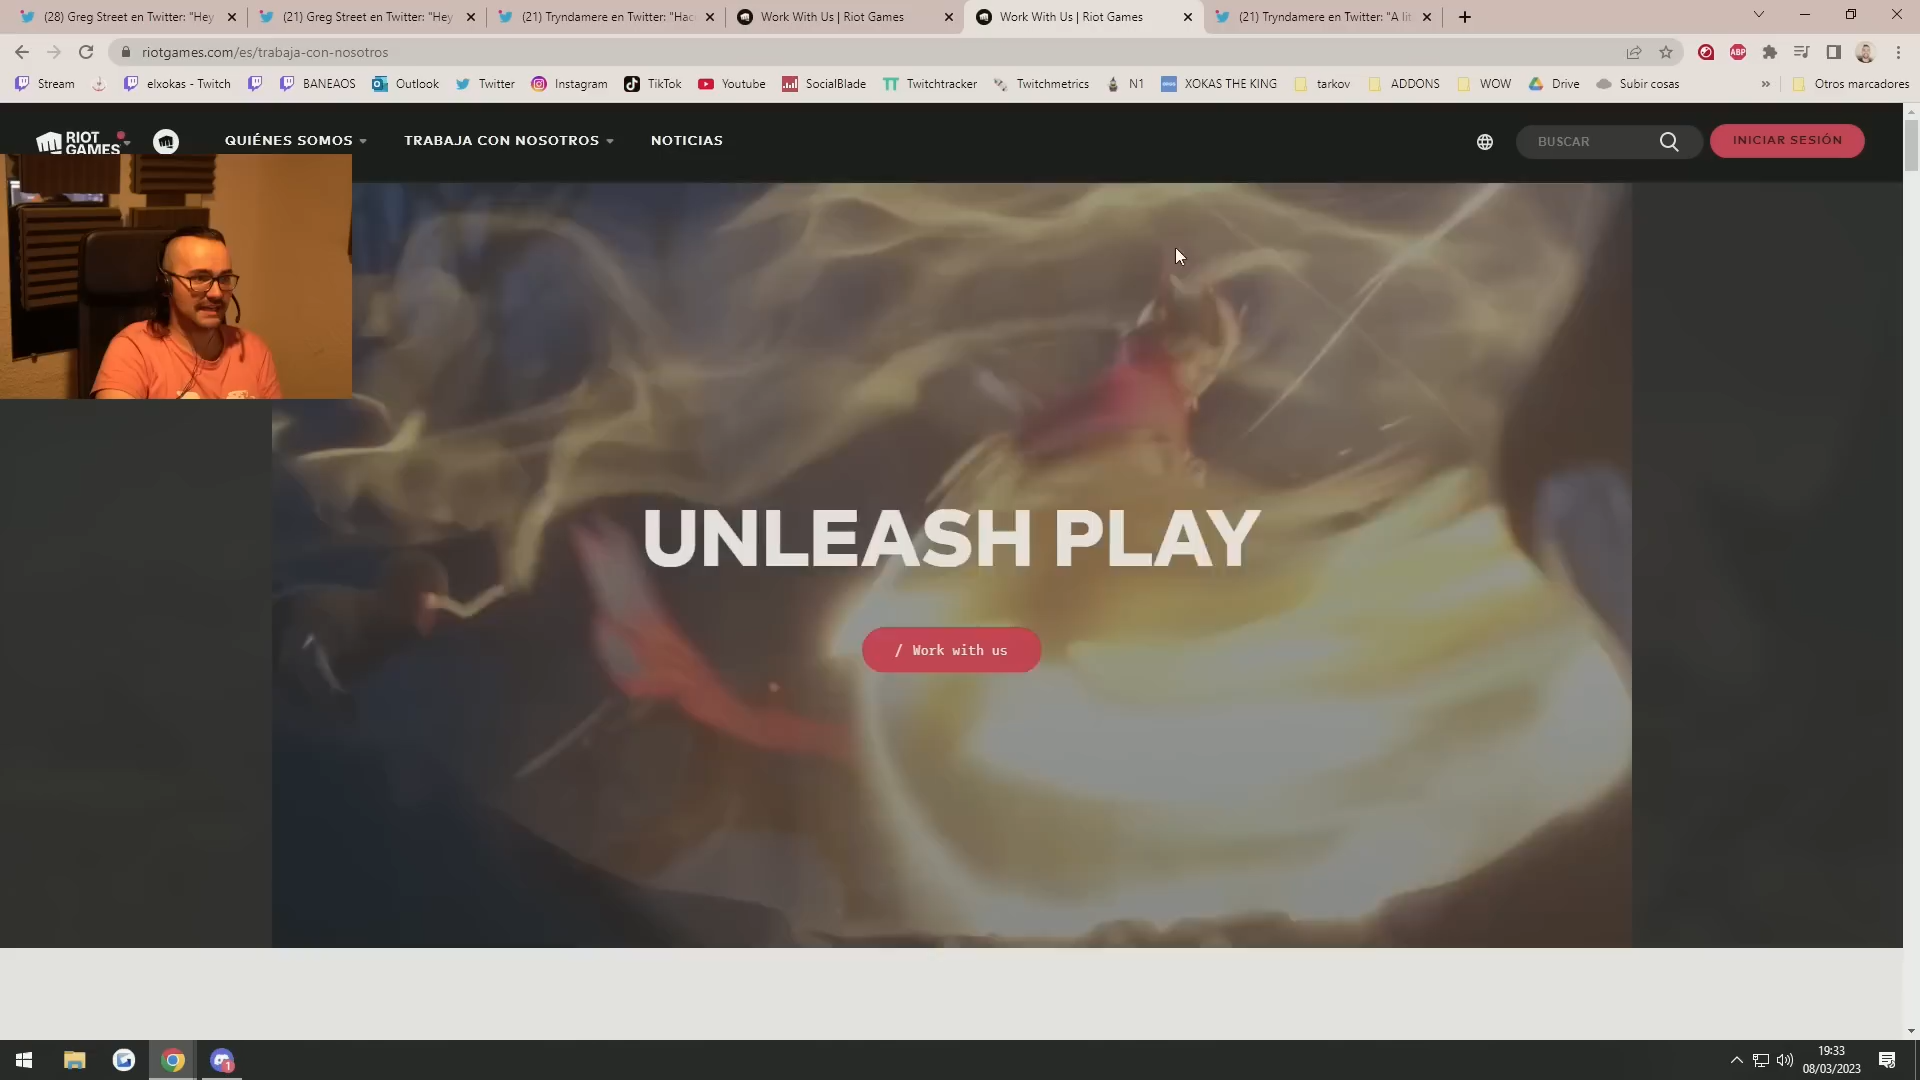 (28) Greg Street en Twitter: "Hey
(21) Greg Street en Twitter: "Hey
(21) Tryndamere en Twitter: "Hac
Work With Us | Riot Games
Work With Us | Riot Games
(21) Tryndamere en Twitter: "A lit
riotgames.com/es/trabaja-con-nosotros
ABP
Stream
elxokas - Twitch
BANEAOS
Outlook
Twitter
Instagram
TikTok
Youtube
SocialBlade
Twitchtracker
Twitchmetrics
N1
XOKAS THE KING
tarkov
ADDONS
WOW
Drive
Subir cosas
»
Otros marcadores
RIOT GAMES
QUIÉNES SOMOS
TRABAJA CON NOSOTROS
NOTICIAS
BUSCAR
INICIAR SESIÓN
UNLEASH PLAY
/ Work with us
1
19:33
08/03/2023